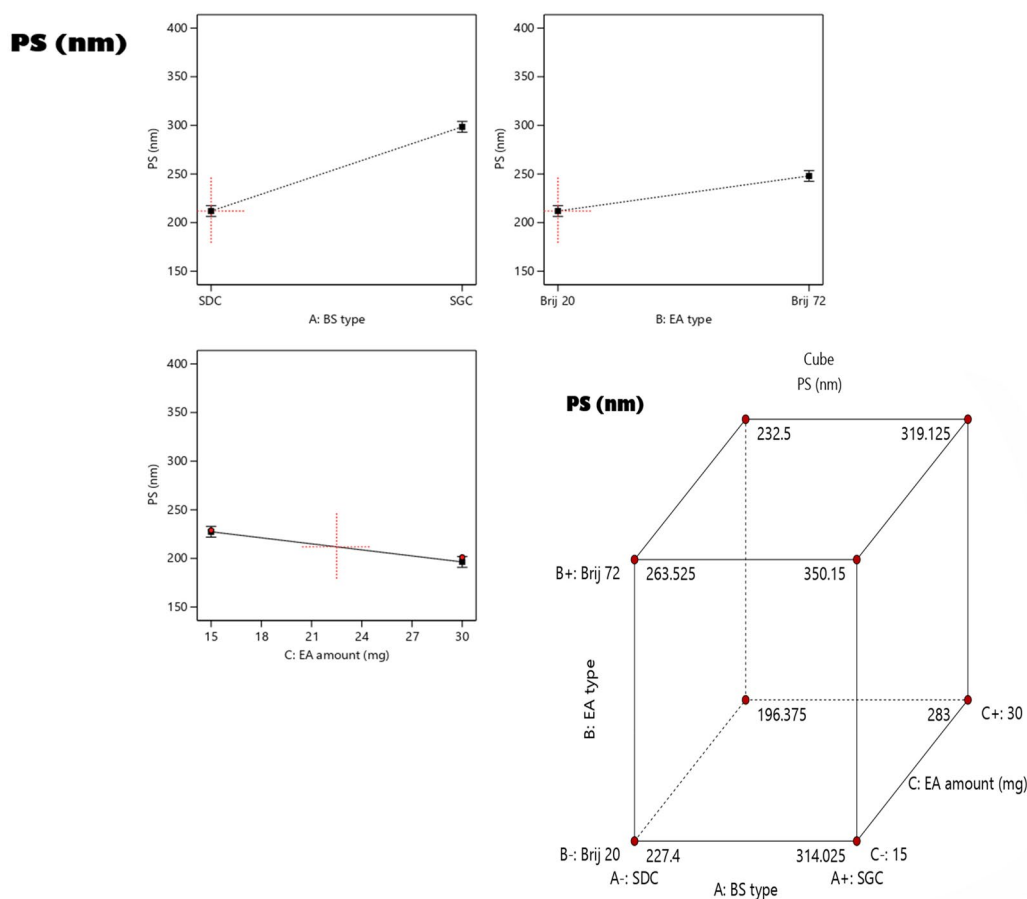 PS (nm)
400
350
300
250
200
150
PS (nm)
SDC
SGC
A: BS type
400
350
300
250
200
150
PS (nm)
Brij 20
Brij 72
B: EA type
400
350
300
250
200
150
PS (nm)
15 18 21 24 27 30
C: EA amount (mg)
Cube
PS (nm)
PS (nm)
232.5
319.125
B+: Brij 72
263.525
350.15
B: EA type
196.375
283
C+: 30
C: EA amount (mg)
B-: Brij 20
227.4
314.025
C-: 15
A-: SDC
A: BS type
A+: SGC